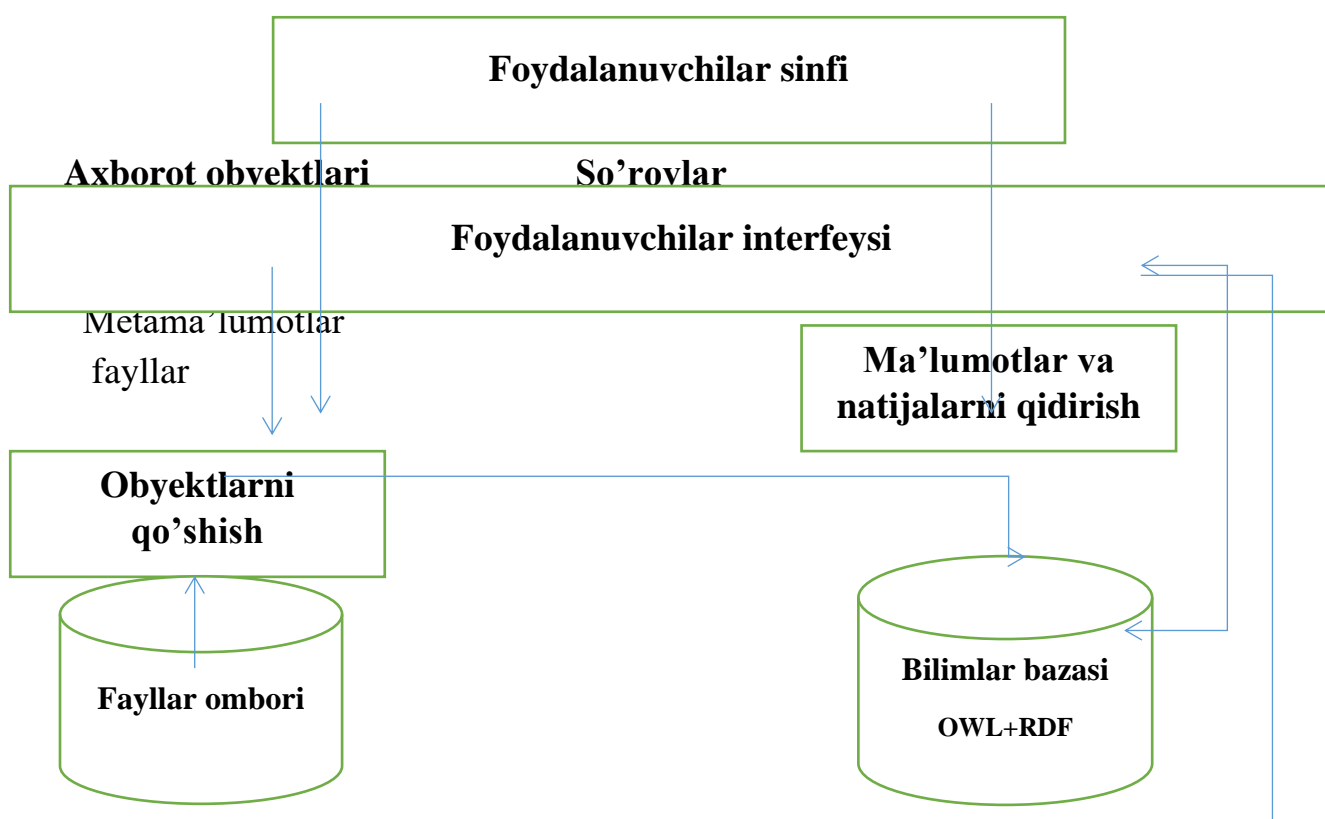 Foydalanuvchilar sinfi
Axborot obyektlari
So’rovlar
Foydalanuvchilar interfeysi
Metama’lumotlar
fayllar
Ma’lumotlar va
natijalarni qidirish
Obyektlarni
qo’shish
Fayllar ombori
Bilimlar bazasi
OWL+RDF